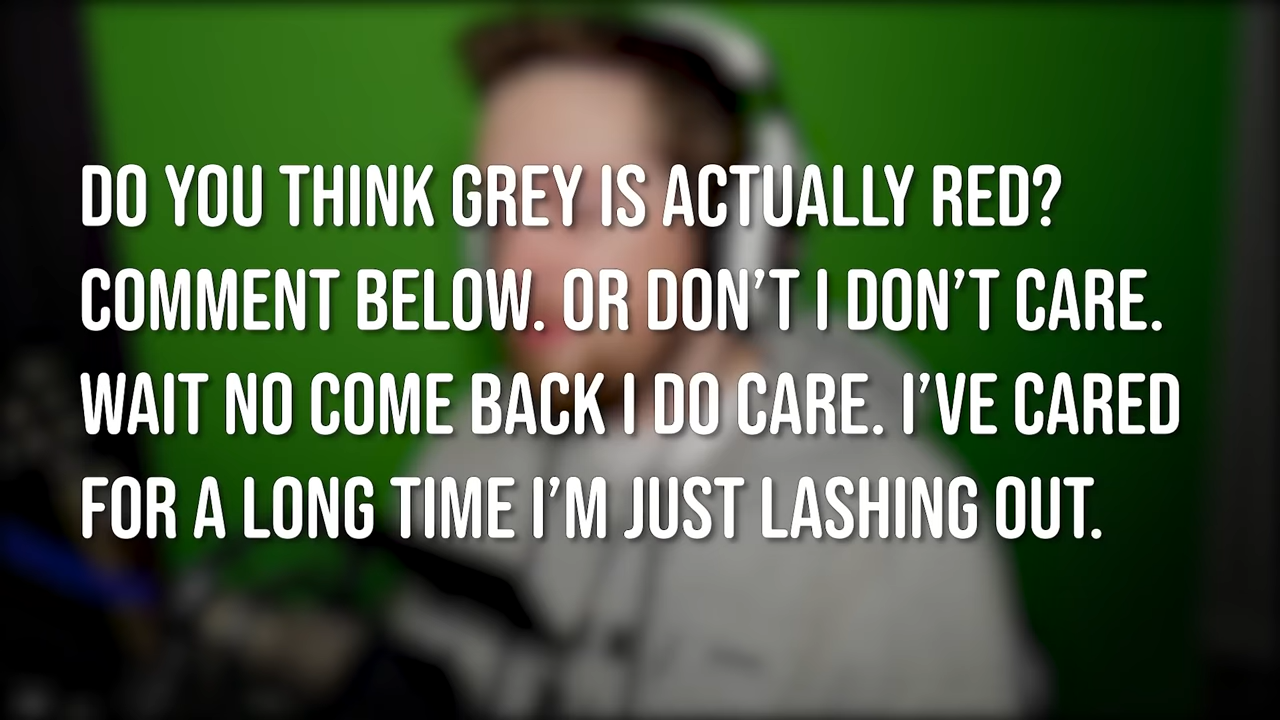 DO YOU THINK GREY IS ACTUALLY RED?
COMMENT BELOW. OR DON'T I DON'T CARE.
WAIT NO COME BACK I DO CARE. I'VE CARED
FOR A LONG TIME I'M JUST LASHING OUT.